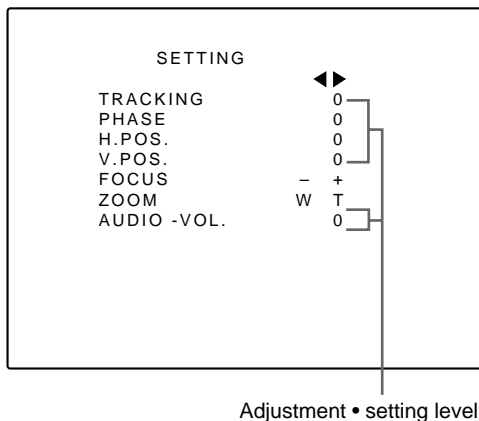 SETTING
◀ ▶
TRACKING 0
PHASE 0
H.POS. 0
V.POS. 0
FOCUS – +
ZOOM W T
AUDIO -VOL. 0
Adjustment • setting level